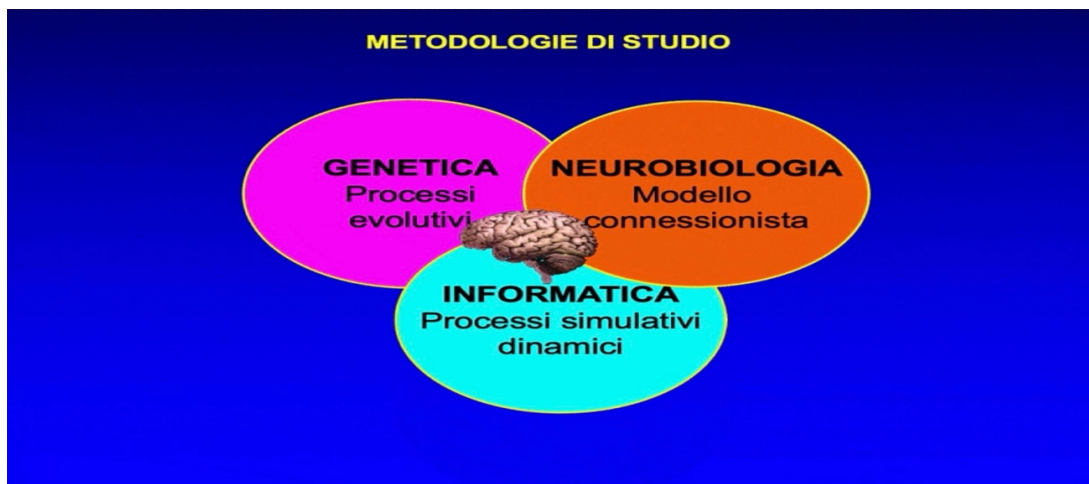 METODOLOGIE DI STUDIO
GENETICA
Processi
evolutivi
NEUROBIOLOGIA
Modello
connessionista
INFORMATICA
Processi simulativi
dinamici